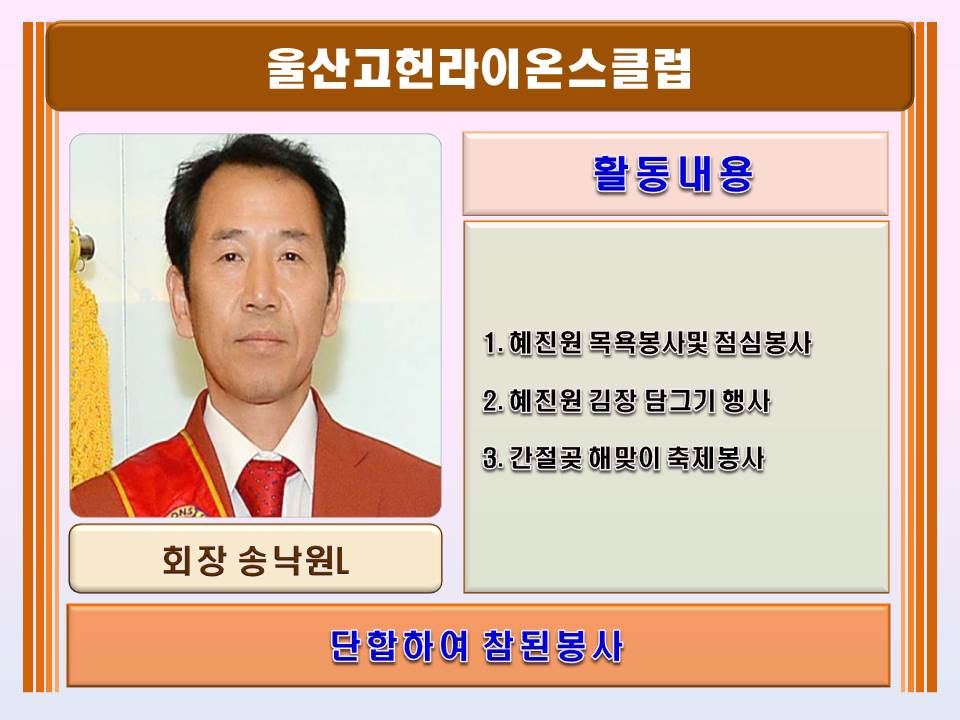 울산고헌라이온스클럽
활동내용
1. 혜진원 목욕봉사및 점심봉사
2. 혜진원 김장 담그기 행사
3. 간절곶 해맞이 축제봉사
IONS
회장 송낙원L
단합하여 참된봉사